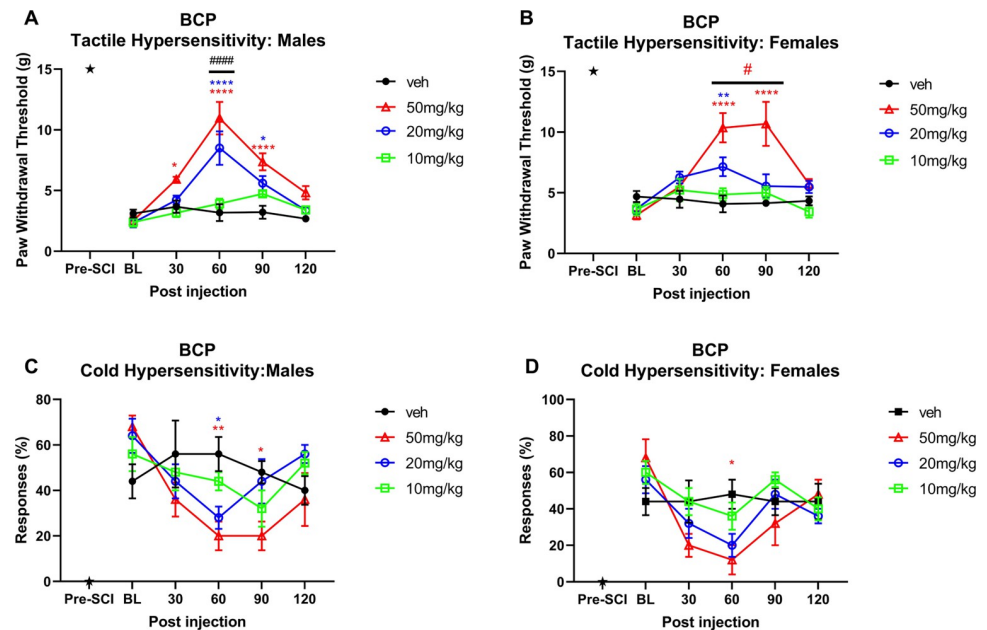 A
BCP
Tactile Hypersensitivity: Males
Paw Withdrawal Threshold (g)
15
10
5
0
####
****
****
*
*
****
veh
50mg/kg
20mg/kg
10mg/kg
Pre-SCI BL 30 60 90 120
Post injection
B
BCP
Tactile Hypersensitivity: Females
Paw Withdrawal Threshold (g)
15
10
5
0
#
**
****
****
veh
50mg/kg
20mg/kg
10mg/kg
Pre-SCI BL 30 60 90 120
Post injection
C
BCP
Cold Hypersensitivity:Males
Responses (%)
80
60
40
20
0
*
**
*
veh
50mg/kg
20mg/kg
10mg/kg
Pre-SCI BL 30 60 90 120
Post injection
D
BCP
Cold Hypersensitivity: Females
Responses (%)
100
80
60
40
20
0
*
veh
50mg/kg
20mg/kg
10mg/kg
Pre-SCI BL 30 60 90 120
Post injection